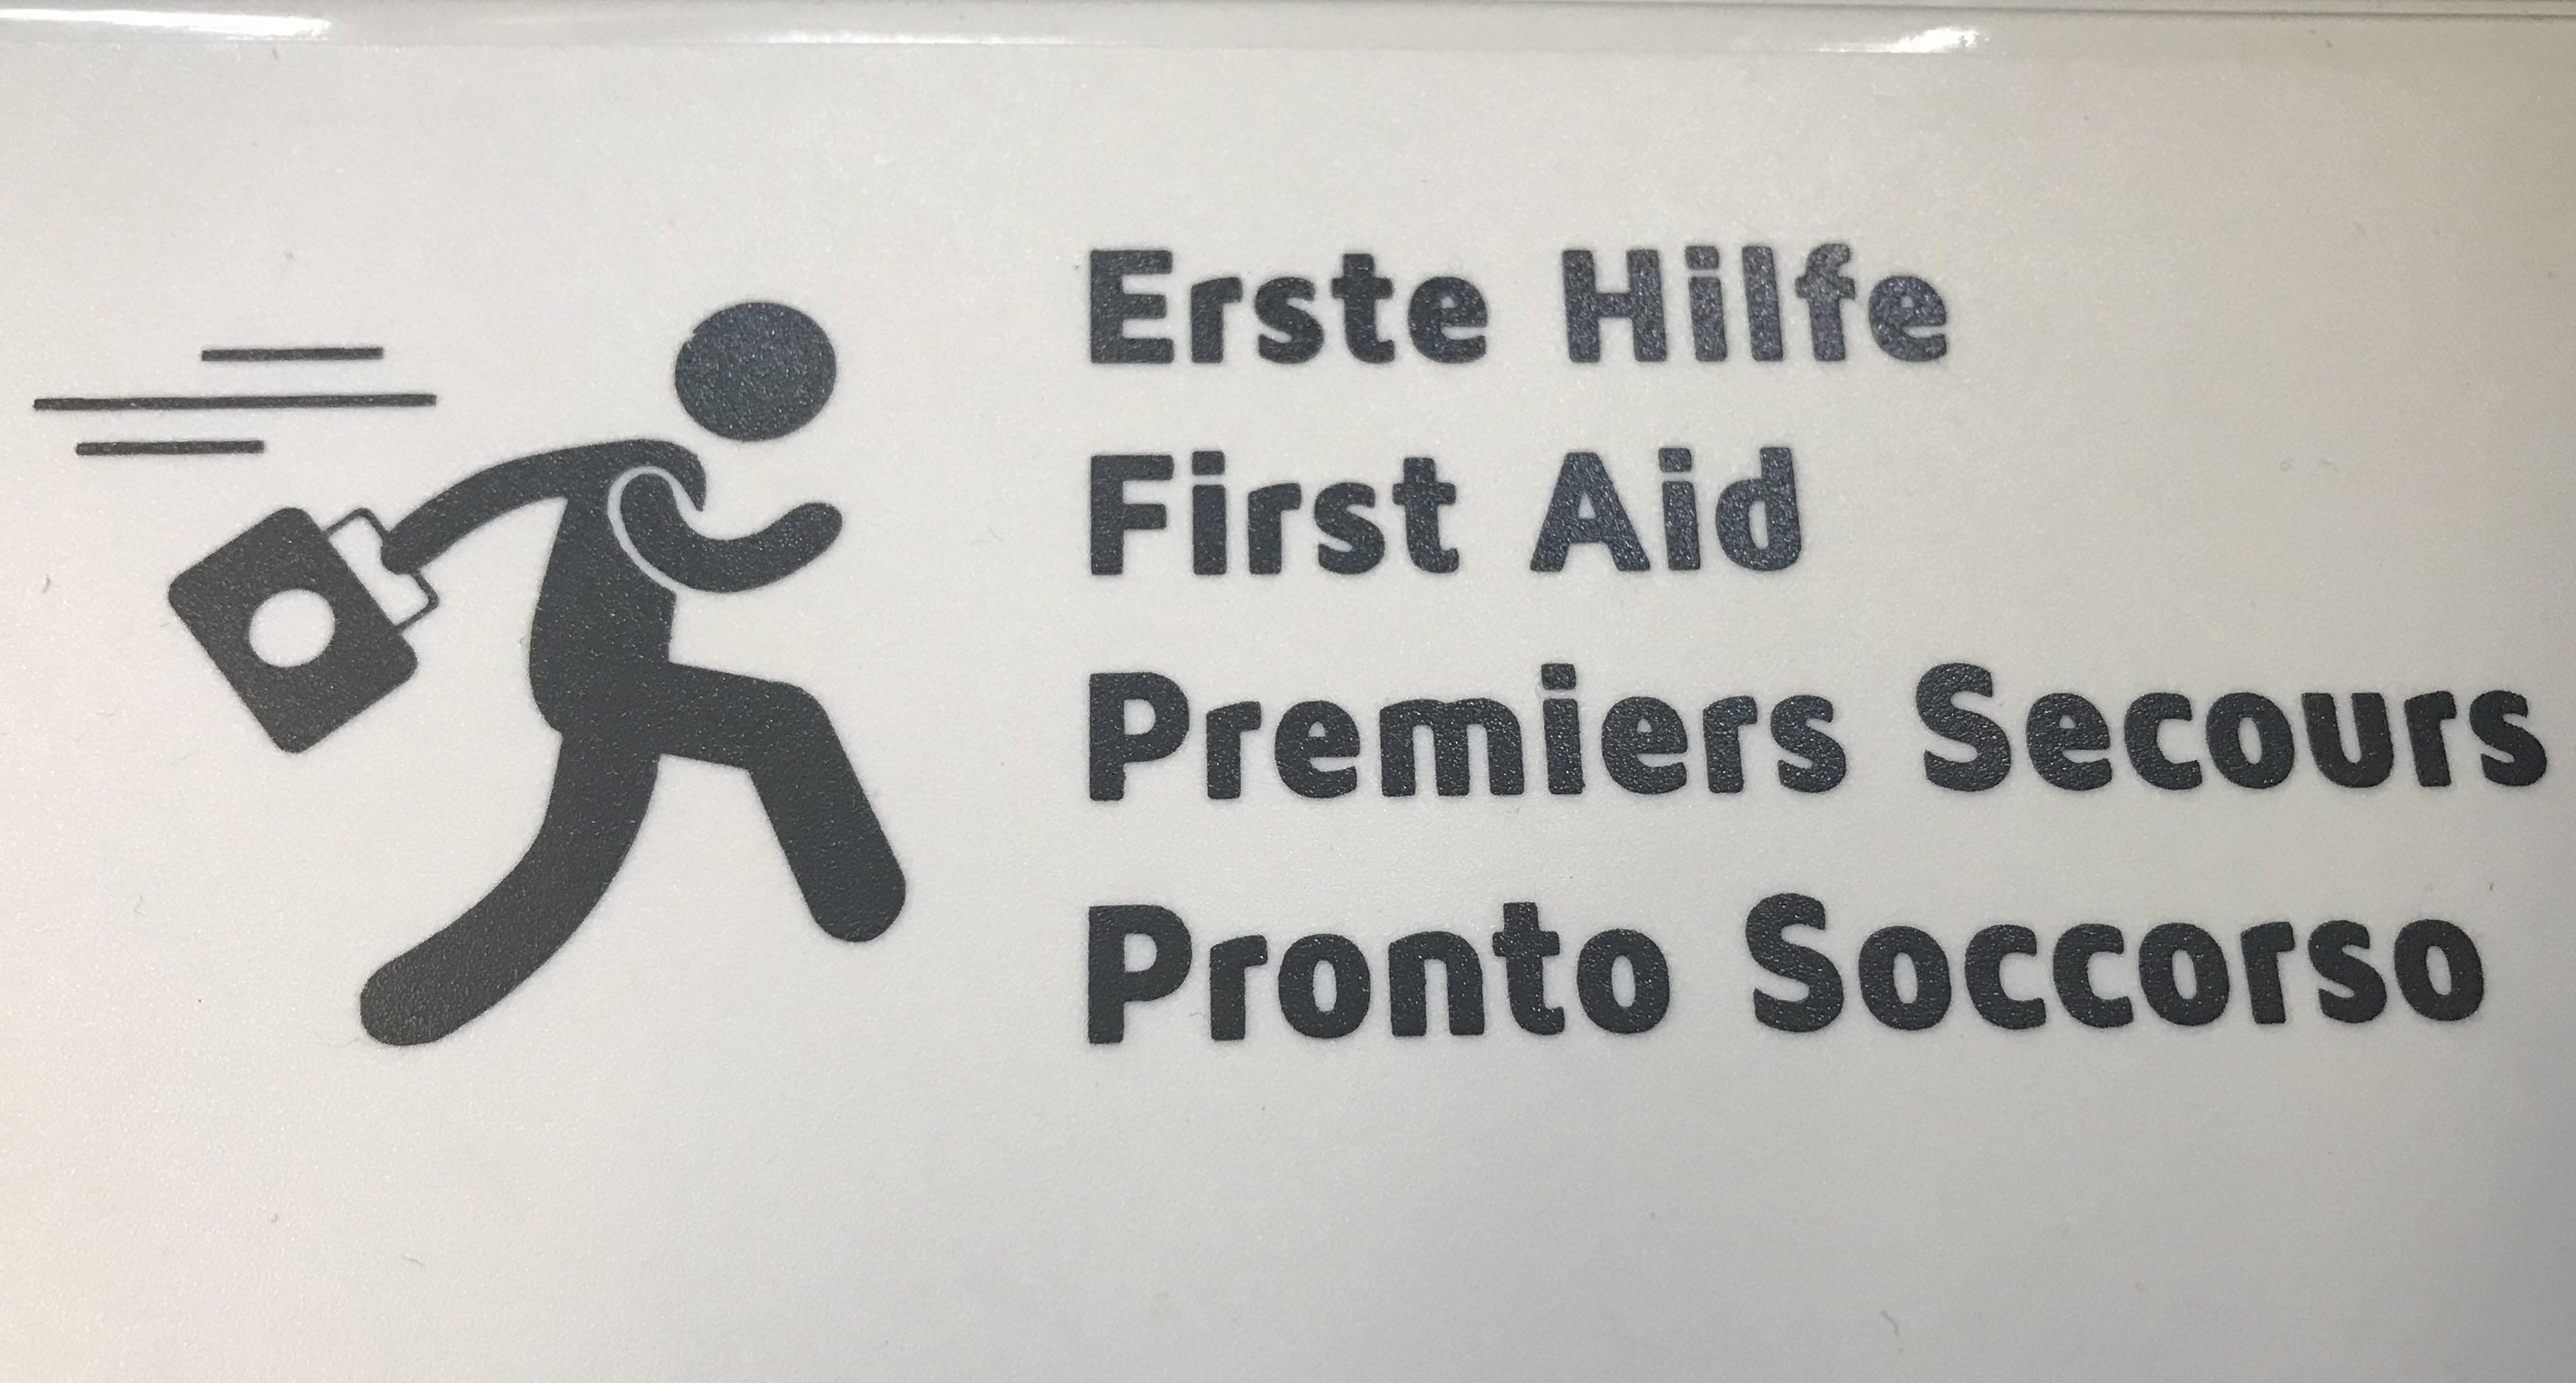 Erste Hilfe
First Aid
Premiers Secours
Pronto Soccorso